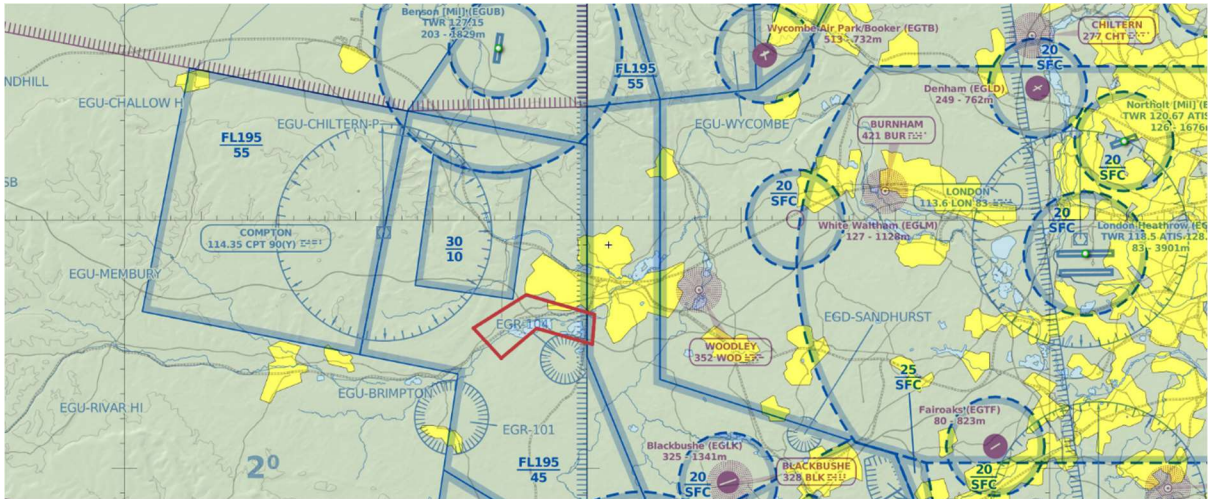 Benson [Mil] (EGUB)
TWR 127.15
203 - 1829m
Wycombe Air Park/Booker (EGTB)
513 - 732m
CHILTERN
277 CHT
20
SFC
FL195
55
NDHILL
EGU-CHALLOW H
Denham (EGLD)
249 - 762m
Northolt [Mil] (E
TWR 120.67 ATIS
126 - 1676m
EGU-CHILTERN-P
EGU-WYCOMBE
BURNHAM
421 BUR
FL195
55
20
SFC
SB
20
SFC
LONDON
113.6 LON 83
20
SFC
COMPTON
114.35 CPT 90(Y)
30
10
White Waltham (EGLM)
127 - 1128m
London Heathrow (EG
TWR 118.5 ATIS-128.
83 - 3901m
EGU-MEMBURY
EGR-104
EGD-SANDHURST
WOODLEY
352 WOD
25
SFC
EGU-BRIMPTON
EGU-RIVAR HI
EGR-101
Fairoaks (EGTF)
80 - 823m
Blackbushe (EGLK)
325 - 1341m
2⁰
FL195
45
20
SFC
BLACKBUSHE
328 BLK
20
SFC